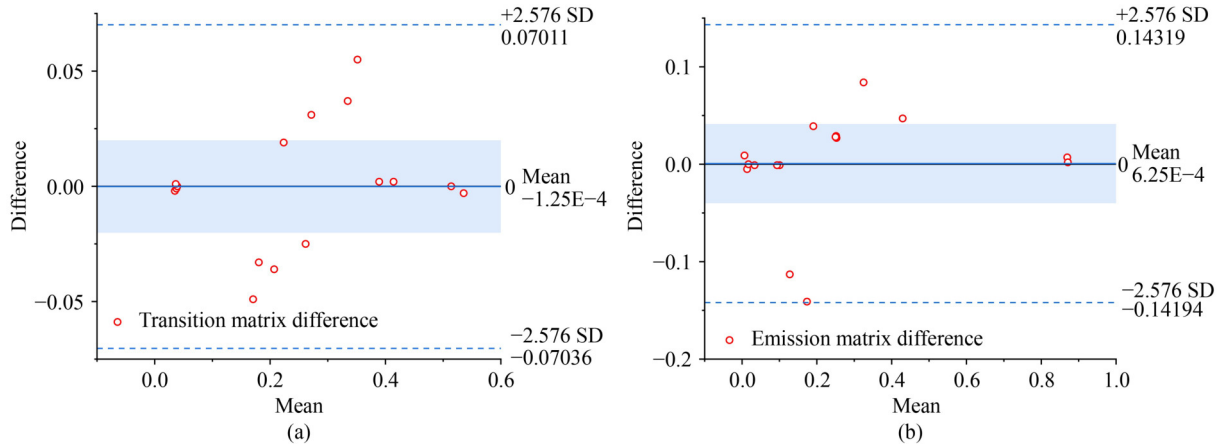 +2.576 SD
0.07011
0.05
0.00
−0.05
Difference
0
Mean
−1.25E−4
Transition matrix difference
−2.576 SD
−0.07036
0.0
0.2
0.4
0.6
Mean
(a)
+2.576 SD
0.14319
0.1
0.0
−0.1
−0.2
Difference
0
Mean
6.25E−4
−2.576 SD
−0.14194
Emission matrix difference
0.0
0.2
0.4
0.6
0.8
1.0
Mean
(b)